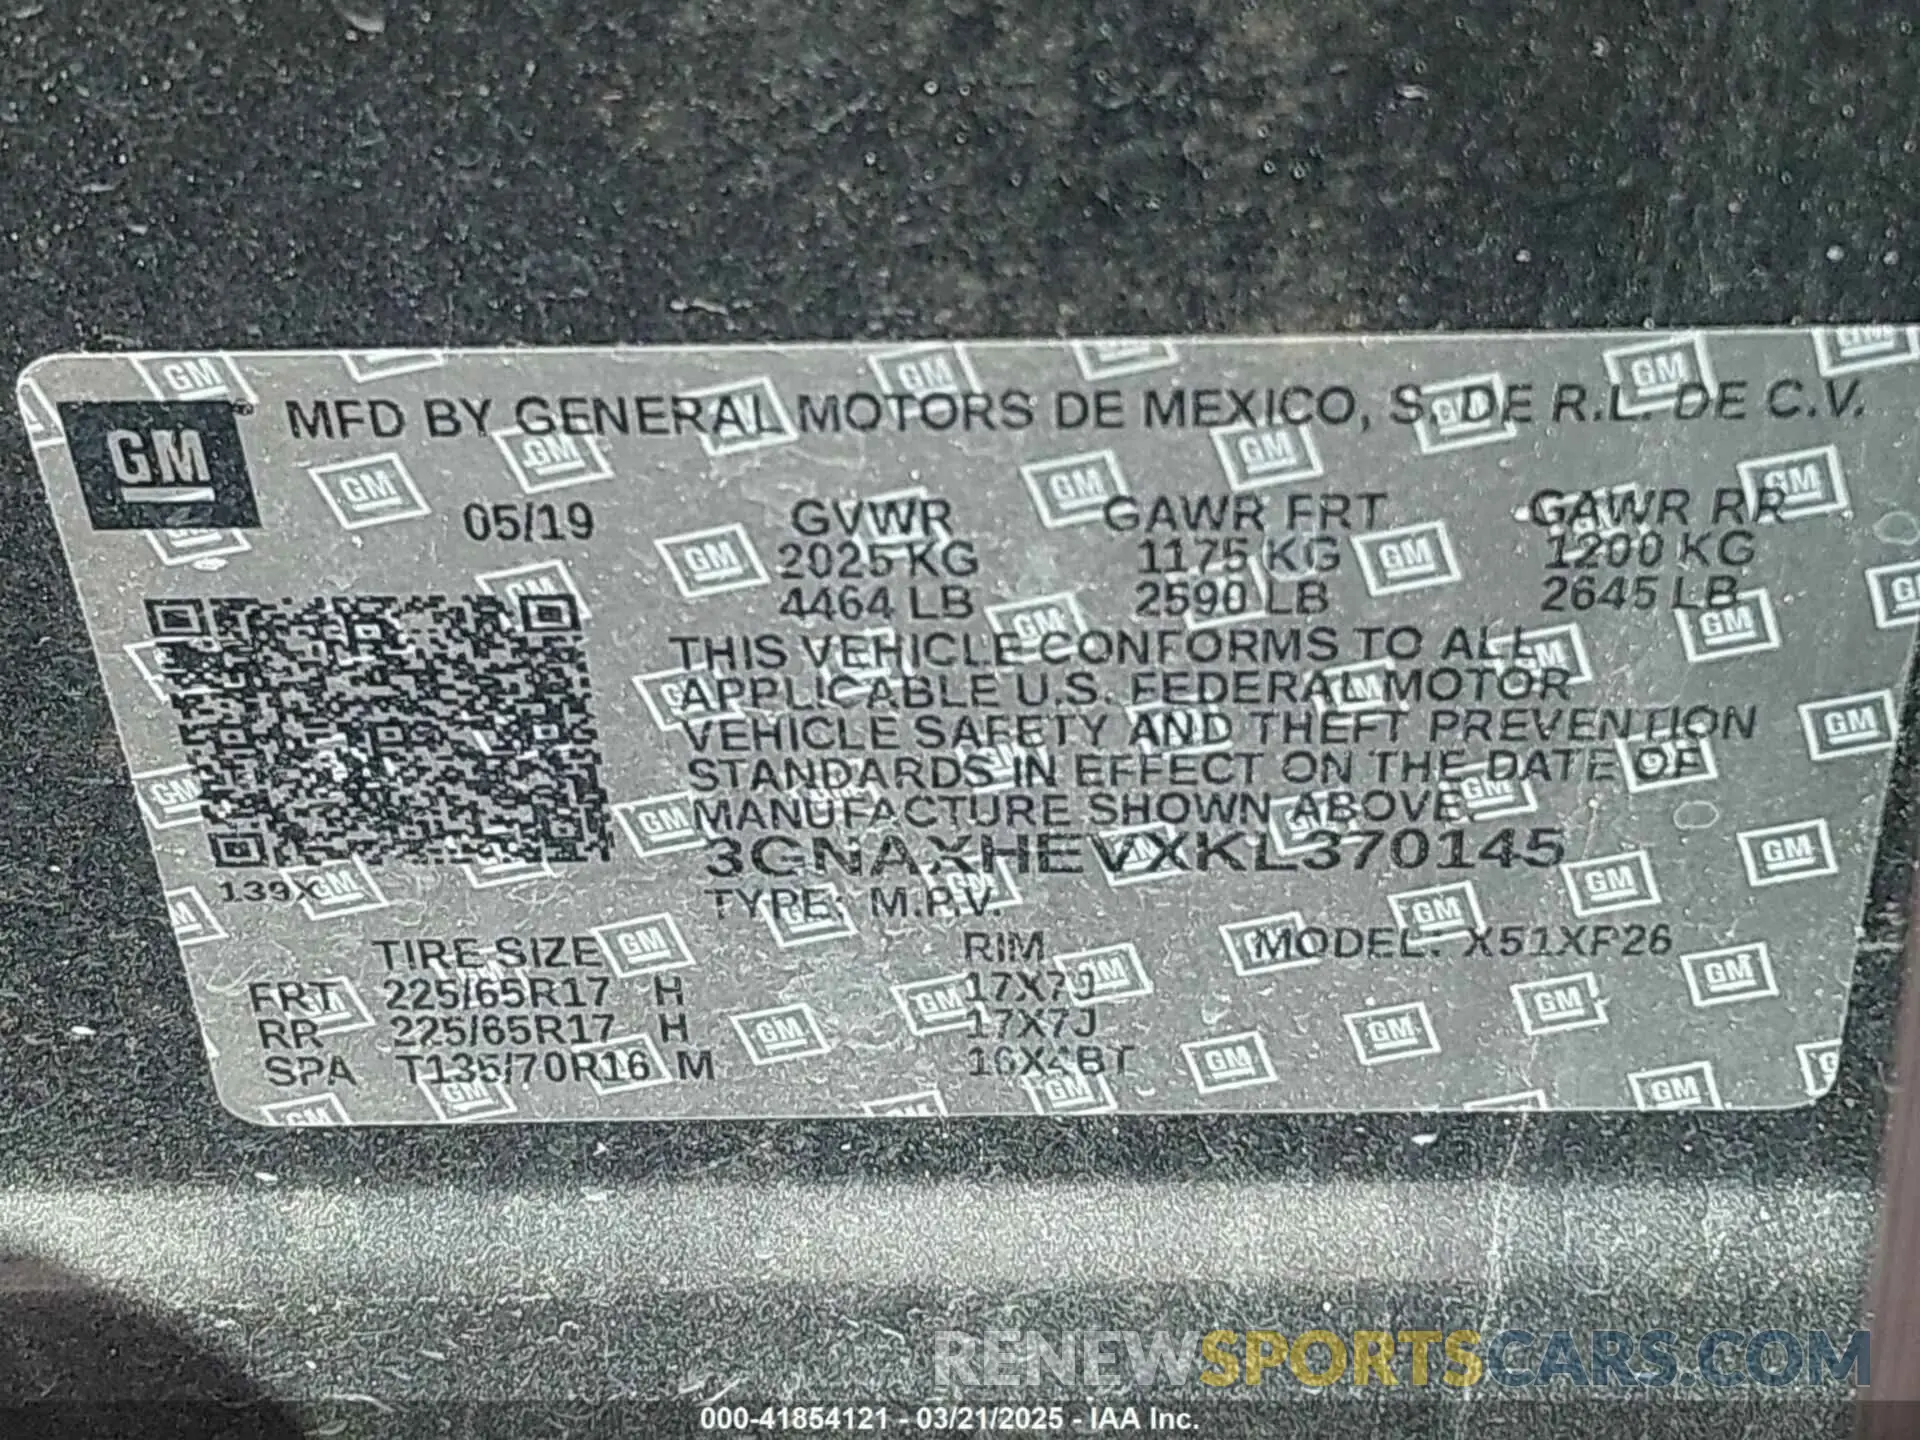 GM
MFD BY GENERAL MOTORS DE MEXICO, S. DE R.L. DE C.V.
05/19 GVWR GAWR FRT GAWR RR
2025 KG 1175 KG 1200 KG
4464 LB 2590 LB 2645 LB
THIS VEHICLE CONFORMS TO ALL
APPLICABLE U.S. FEDERAL MOTOR
VEHICLE SAFETY AND THEFT PREVENTION
STANDARDS IN EFFECT ON THE DATE OF
MANUFACTURE SHOWN ABOVE.
3GNAXHEVXKL370145
139X
TYPE: M.P.V.
TIRE SIZE RIM MODEL: X51XF26
FRT 225/65R17 H 17X7J
RR 225/65R17 H 17X7J
SPA T135/70R16 M 16X4BT
RENEWSPORTSCARS.COM
000-41854121 - 03/21/2025 - IAA Inc.